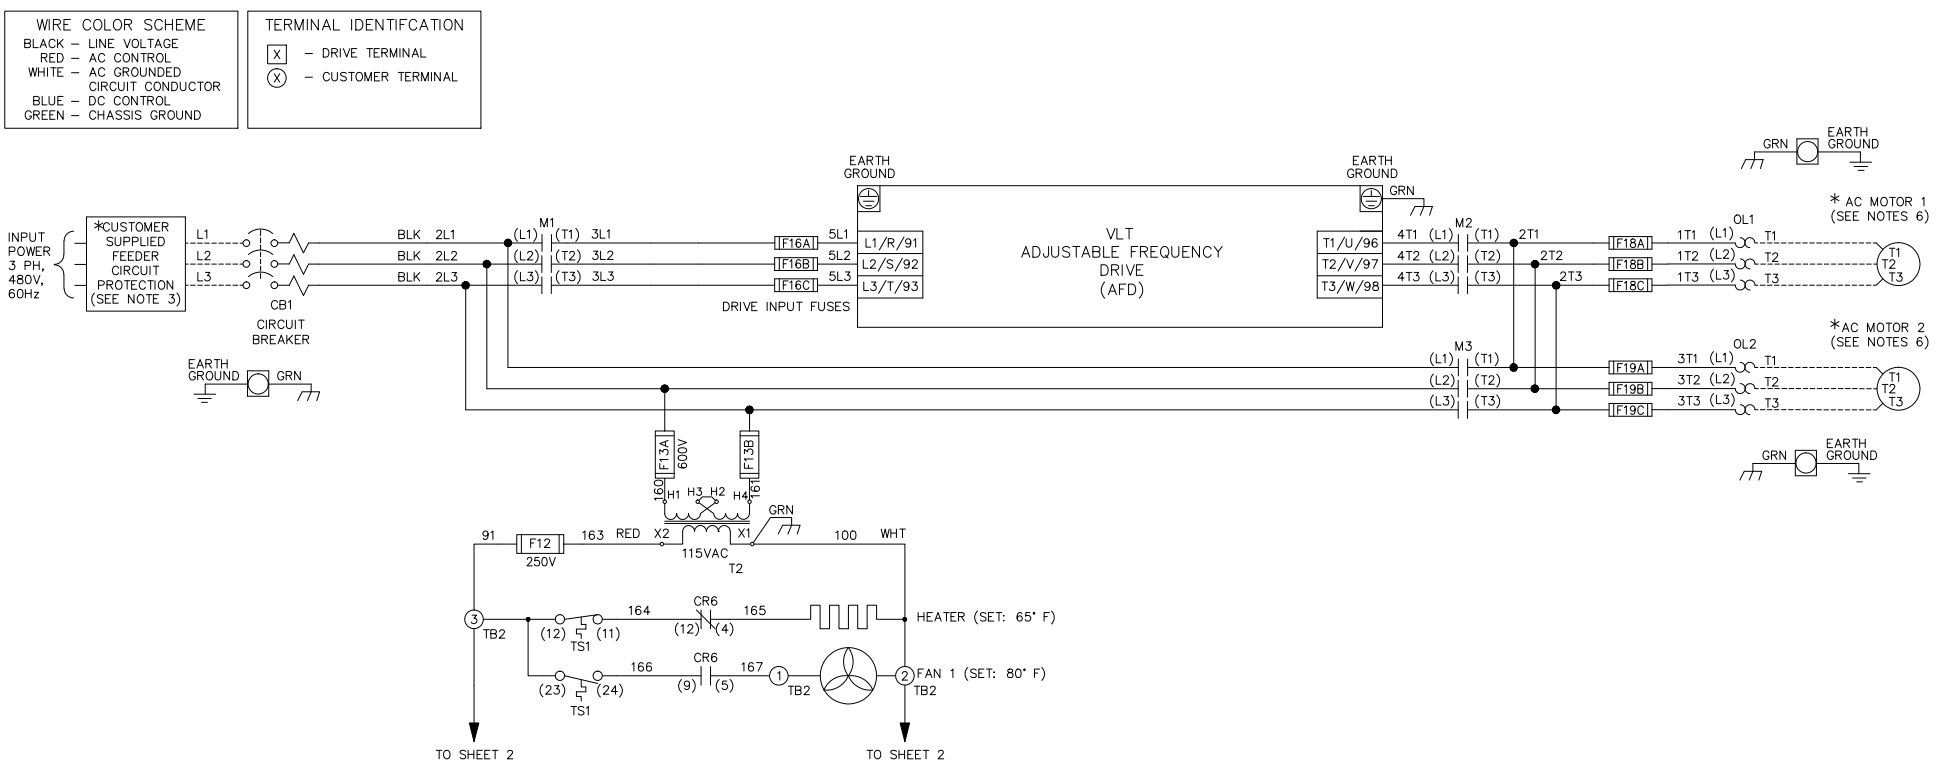 WIRE COLOR SCHEME
BLACK – LINE VOLTAGE
RED – AC CONTROL
WHITE – AC GROUNDED
CIRCUIT CONDUCTOR
BLUE – DC CONTROL
GREEN – CHASSIS GROUND
TERMINAL IDENTIFCATION
X – DRIVE TERMINAL
X – CUSTOMER TERMINAL
INPUT
POWER
3 PH,
480V,
60Hz
*CUSTOMER
SUPPLIED
FEEDER
CIRCUIT
PROTECTION
(SEE NOTE 3)
L1
L2
L3
CB1
CIRCUIT
BREAKER
EARTH
GROUND
GRN
BLK 2L1
BLK 2L2
BLK 2L3
M1
(L1) (T1) 3L1
(L2) (T2) 3L2
(L3) (T3) 3L3
F16A
F16B
F16C
DRIVE INPUT FUSES
5L1
5L2
5L3
EARTH
GROUND
L1/R/91
L2/S/92
L3/T/93
VLT
ADJUSTABLE FREQUENCY
DRIVE
(AFD)
EARTH
GROUND
GRN
T1/U/96
T2/V/97
T3/W/98
M2
4T1 (L1) (T1) 2T1
4T2 (L2) (T2) 2T2
4T3 (L3) (T3) 2T3
F18A
F18B
F18C
OL1
1T1 (L1) T1
1T2 (L2) T2
1T3 (L3) T3
GRN
EARTH
GROUND
* AC MOTOR 1
(SEE NOTES 6)
T1
T2
T3
M3
(L1) (T1)
(L2) (T2)
(L3) (T3)
F19A
F19B
F19C
OL2
3T1 (L1) T1
3T2 (L2) T2
3T3 (L3) T3
*AC MOTOR 2
(SEE NOTES 6)
T1
T2
T3
GRN
EARTH
GROUND
F13A
600V
F13B
160
161
H1 H3 H2 H4
GRN
91
F12
250V
163 RED X2
X1
115VAC
T2
100 WHT
3
TB2
(12) (11)
TS1
164
CR6
(12) (4)
165
HEATER (SET: 65° F)
(23) (24)
TS1
166
CR6
(9) (5)
167
1
TB2
2
TB2
FAN 1 (SET: 80° F)
TO SHEET 2
TO SHEET 2